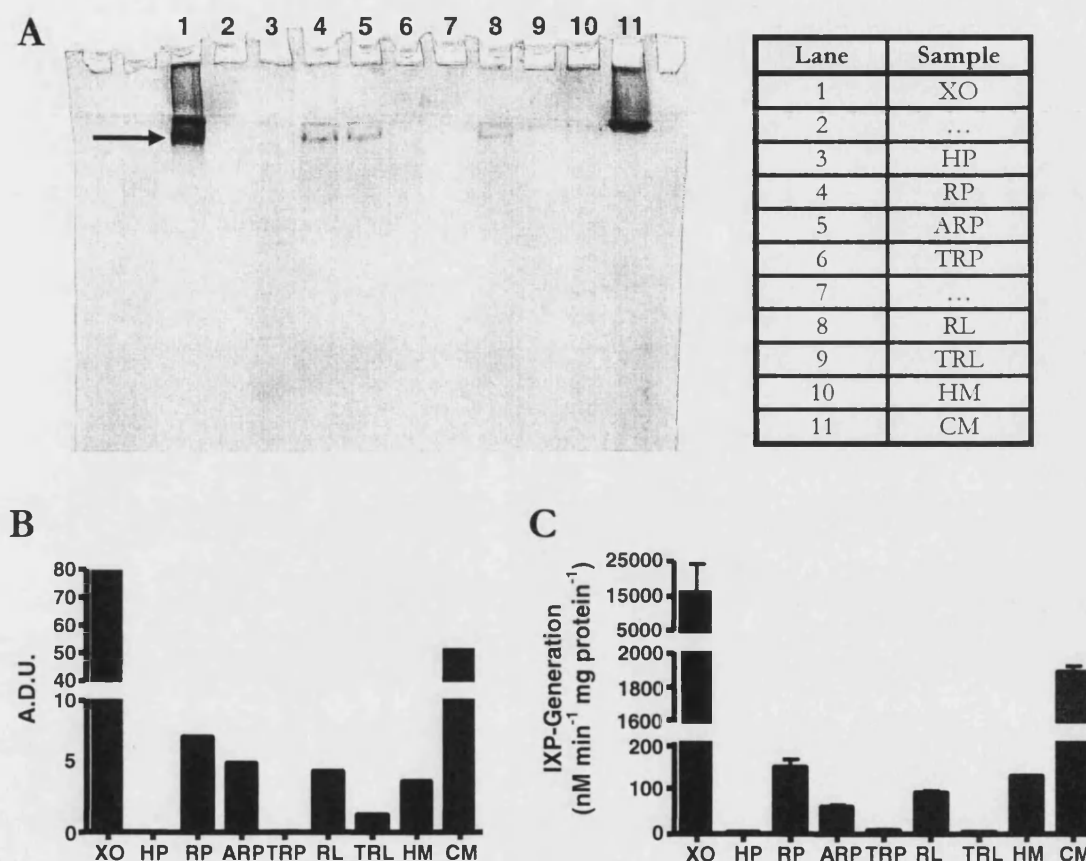 A
1 2 3 4 5 6 7 8 9 10 11
Lane Sample
1 XO
2 ...
3 HP
4 RP
5 ARP
6 TRP
7 ...
8 RL
9 TRL
10 HM
11 CM
B
80
70
60
50
40
10
5
0
A.D.U.
XO HP RP ARP TRP RL TRL HM CM
C
25000
15000
5000
2000
1800
1600
200
100
0
IXP-Generation
(nM min⁻¹ mg protein⁻¹)
XO HP RP ARP TRP RL TRL HM CM